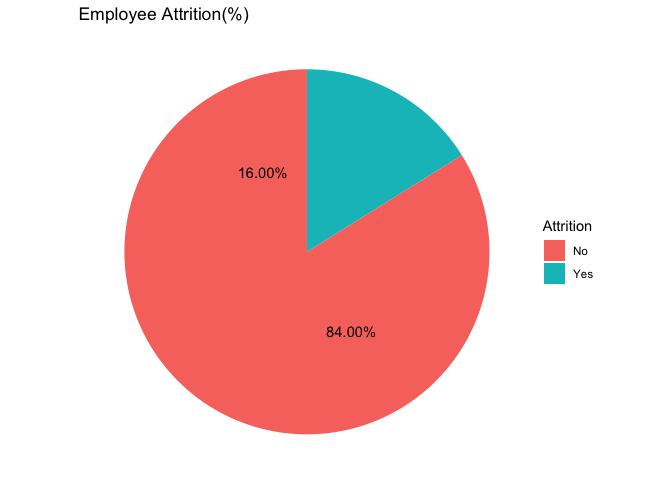 Employee Attrition(%)
16.00%
Attrition
No
Yes
84.00%